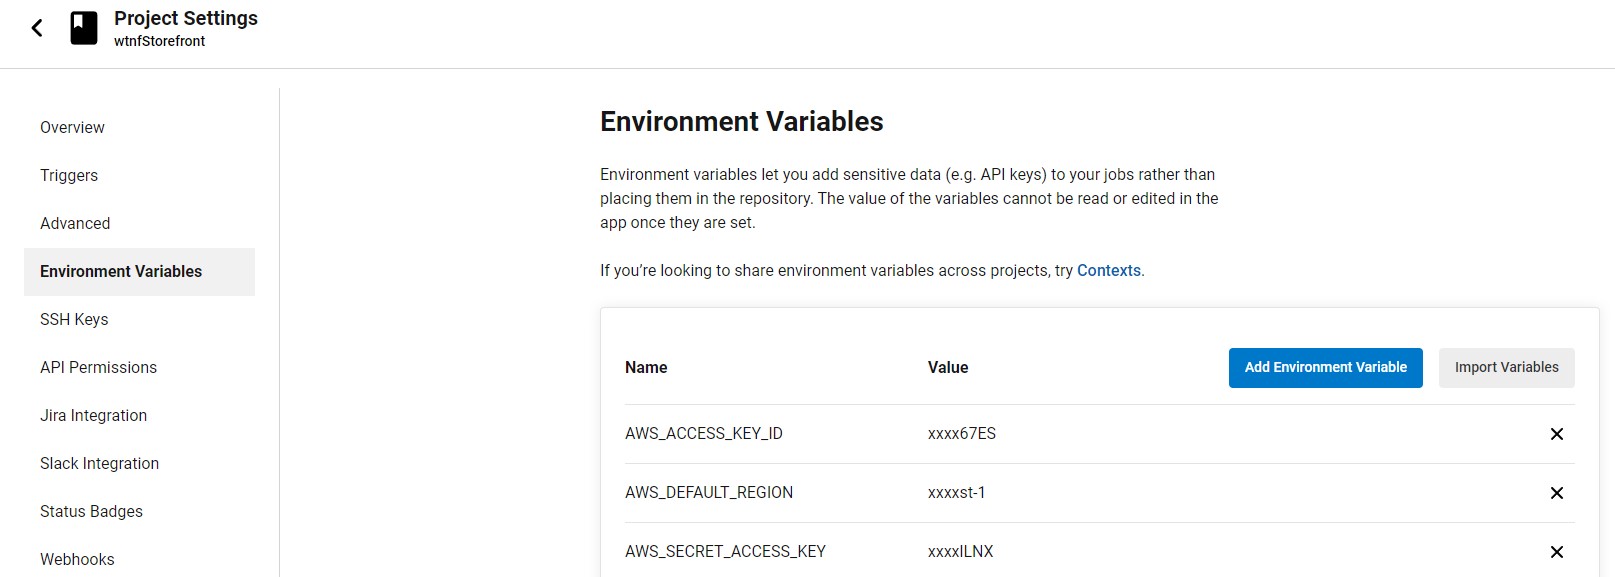 Project Settings
wtnfStorefront
Overview
Triggers
Advanced
Environment Variables
SSH Keys
API Permissions
Jira Integration
Slack Integration
Status Badges
Webhooks
Environment Variables
Environment variables let you add sensitive data (e.g. API keys) to your jobs rather than
placing them in the repository. The value of the variables cannot be read or edited in the
app once they are set.
If you’re looking to share environment variables across projects, try Contexts.
Name Value Add Environment Variable Import Variables
AWS_ACCESS_KEY_ID xxxx67ES
AWS_DEFAULT_REGION xxxxst-1
AWS_SECRET_ACCESS_KEY xxxxILNX